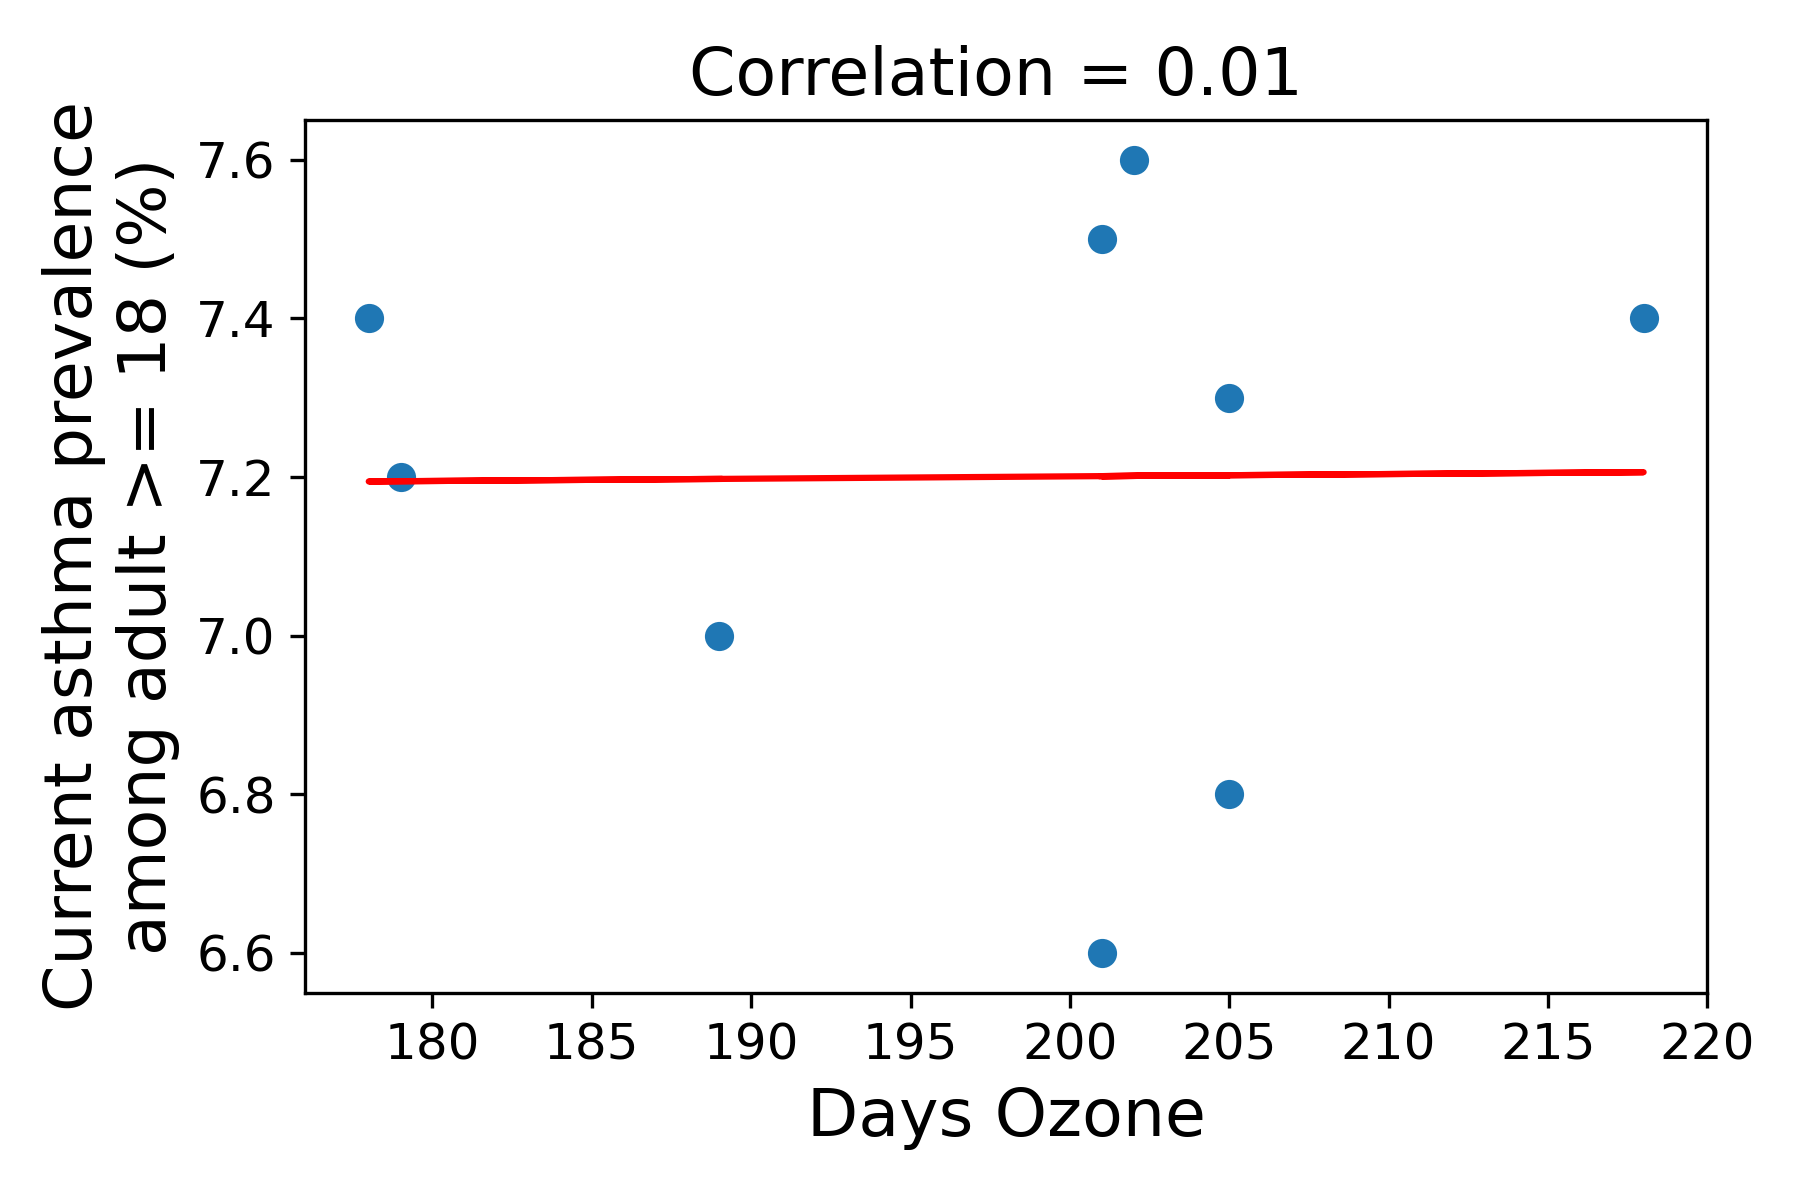 Correlation = 0.01
Current asthma prevalence
among adult >= 18 (%)
7.6
7.4
7.2
7.0
6.8
6.6
180 185 190 195 200 205 210 215 220
Days Ozone